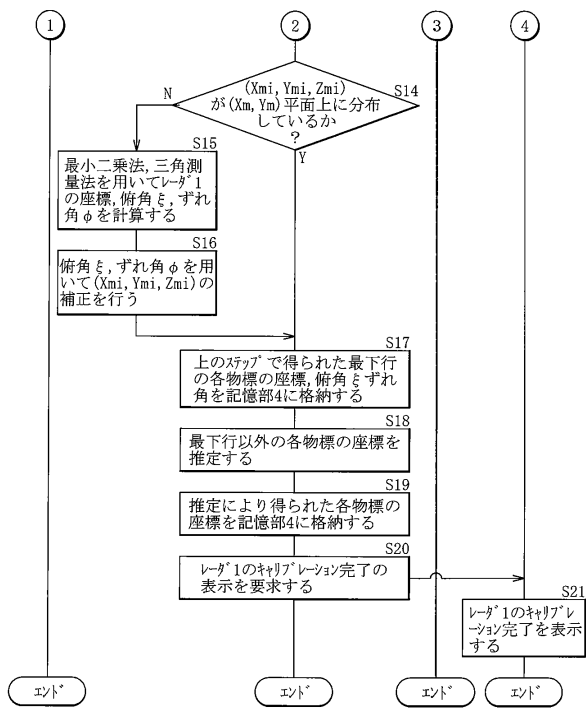 1
2
3
4
S14
(Xmi,Ymi,Zmi)
が(Xm,Ym)平面上に分布
しているか
?
N
Y
S15
最小二乗法,三角測
量法を用いてﾚｰﾀﾞ1
の座標,俯角ξ,ずれ
角φを計算する
S16
俯角ξ,ずれ角φを用
いて(Xmi,Ymi,Zmi)の
補正を行う
S17
上のｽﾃｯﾌﾟで得られた最下行
の各物標の座標,俯角ξずれ
角を記憶部4に格納する
S18
最下行以外の各物標の座標を
推定する
S19
推定により得られた各物標の
座標を記憶部4に格納する
S20
ﾚｰﾀﾞ1のｷｬﾘﾌﾞﾚｰｼｮﾝ完了の
表示を要求する
S21
ﾚｰﾀﾞ1のｷｬﾘﾌﾞﾚ
ｰｼｮﾝ完了を表示
する
ｴﾝﾄﾞ
ｴﾝﾄﾞ
ｴﾝﾄﾞ
ｴﾝﾄﾞ